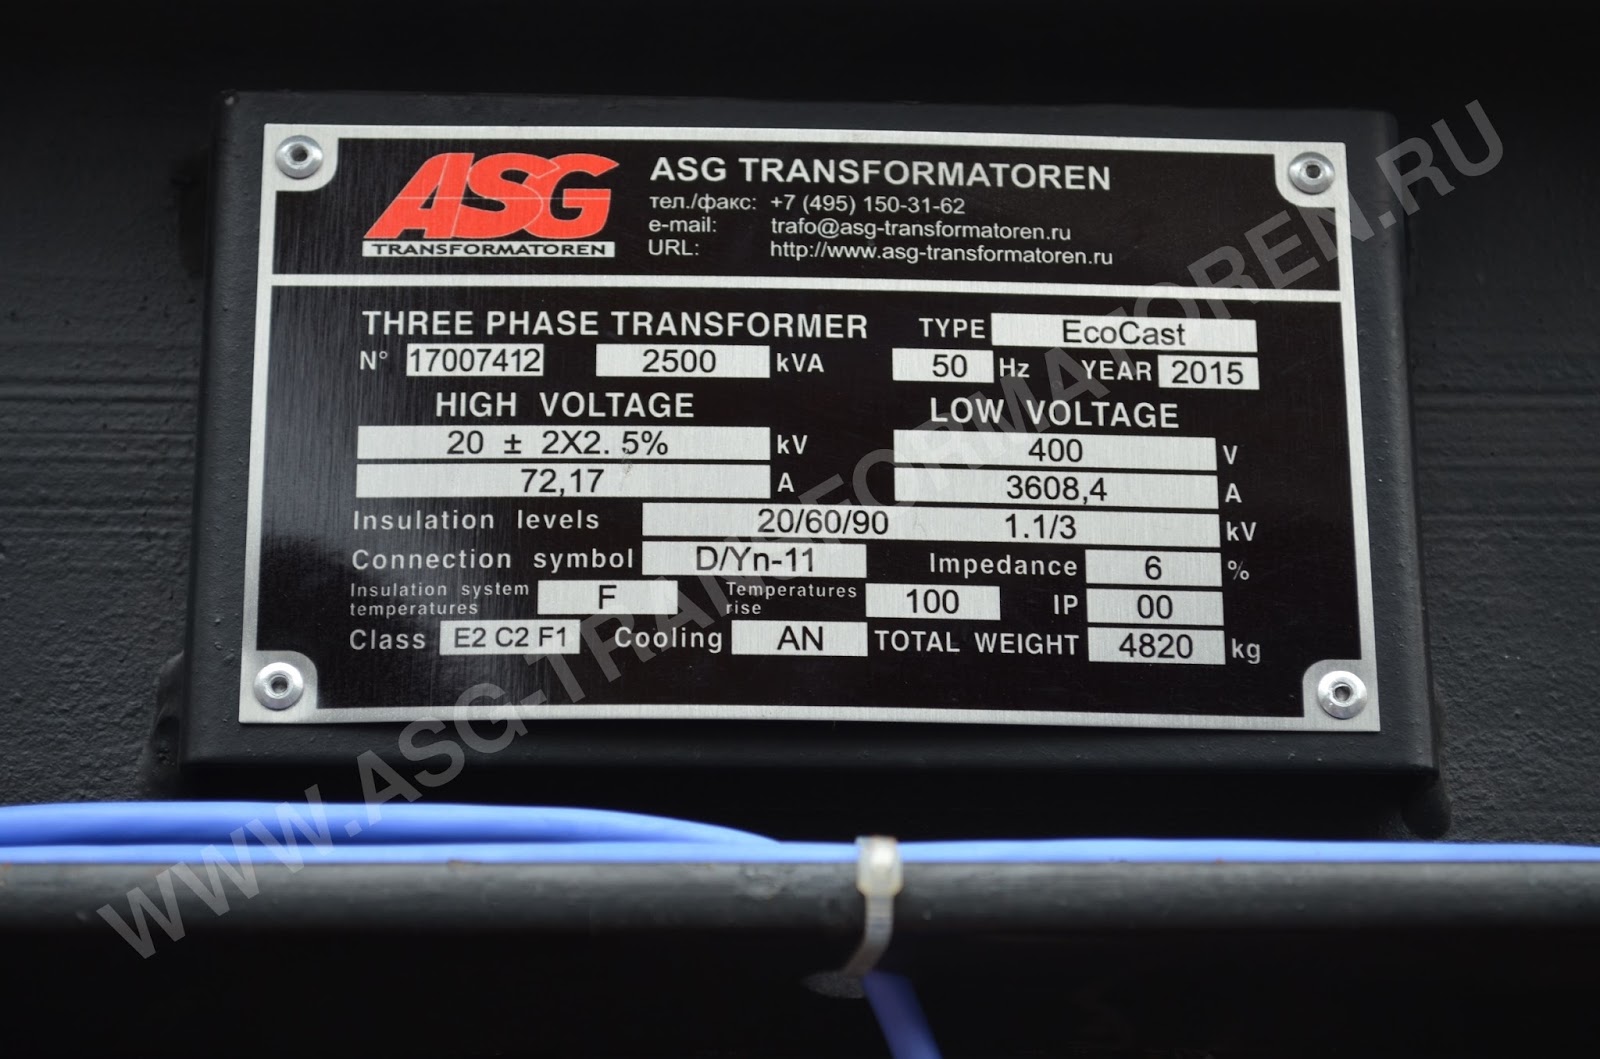 ASG
TRANSFORMATOREN
ASG TRANSFORMATOREN
тел./факс: +7 (495) 150-31-62
e-mail: trafo@asg-transformatoren.ru
URL: http://www.asg-transformatoren.ru
THREE PHASE TRANSFORMER TYPE EcoCast
N° 17007412 2500 kVA 50 Hz YEAR 2015
HIGH VOLTAGE LOW VOLTAGE
20 ± 2X2. 5% kV 400 V
72,17 A 3608,4 A
Insulation levels 20/60/90 1.1/3 kV
Connection symbol D/Yn-11 Impedance 6 %
Insulation system temperatures F Temperatures rise 100 IP 00
Class E2 C2 F1 Cooling AN TOTAL WEIGHT 4820 kg
WWW.ASG-TRANSFORMATOREN.RU